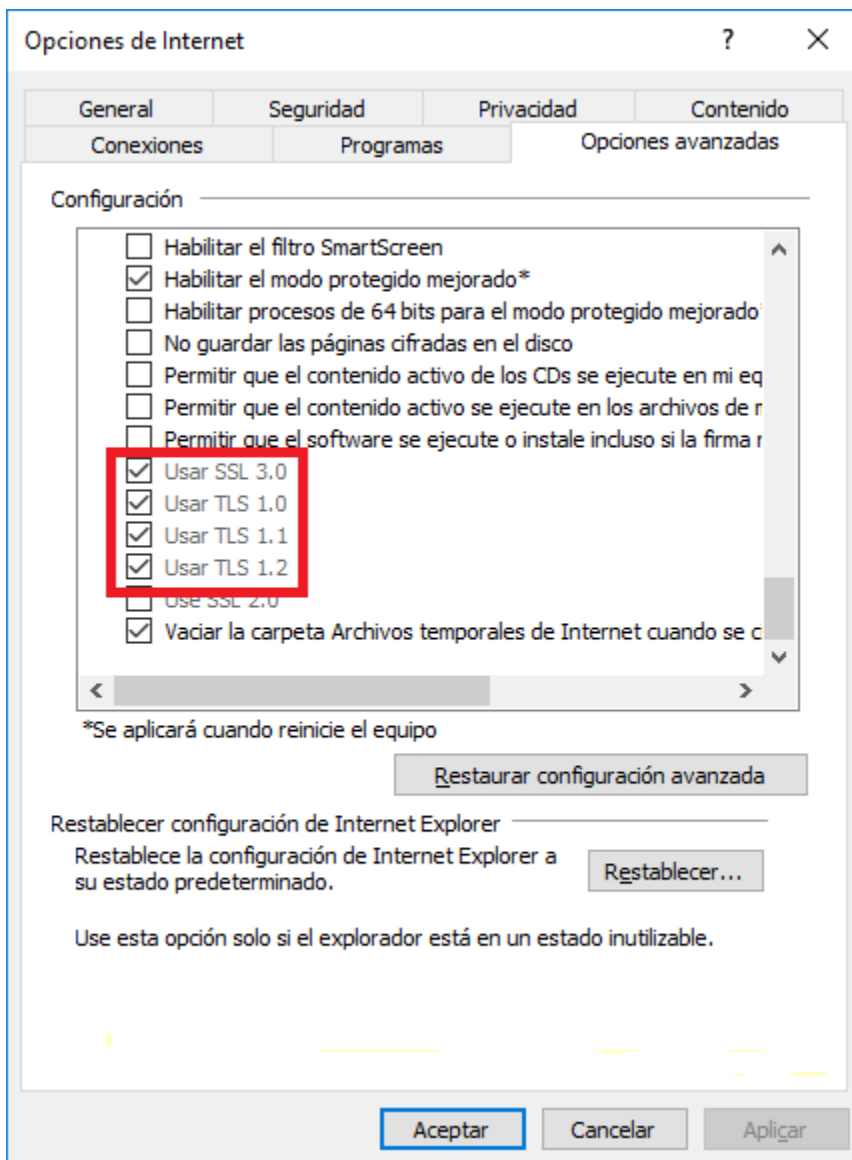 Opciones de Internet
?
General Seguridad Privacidad Contenido
Conexiones Programas Opciones avanzadas
Configuración
Habilitar el filtro SmartScreen
Habilitar el modo protegido mejorado*
Habilitar procesos de 64 bits para el modo protegido mejorado*
No guardar las páginas cifradas en el disco
Permitir que el contenido activo de los CDs se ejecute en mi eq
Permitir que el contenido activo se ejecute en los archivos de
Permitir que el software se ejecute o instale incluso si la firma
Usar SSL 3.0
Usar TLS 1.0
Usar TLS 1.1
Usar TLS 1.2
Use SSL 2.0
Vaciar la carpeta Archivos temporales de Internet cuando se
*Se aplicará cuando reinicie el equipo
Restaurar configuración avanzada
Restablecer configuración de Internet Explorer
Restablece la configuración de Internet Explorer a
su estado predeterminado.
Restablecer...
Use esta opción solo si el explorador está en un estado inutilizable.
Aceptar Cancelar Aplicar